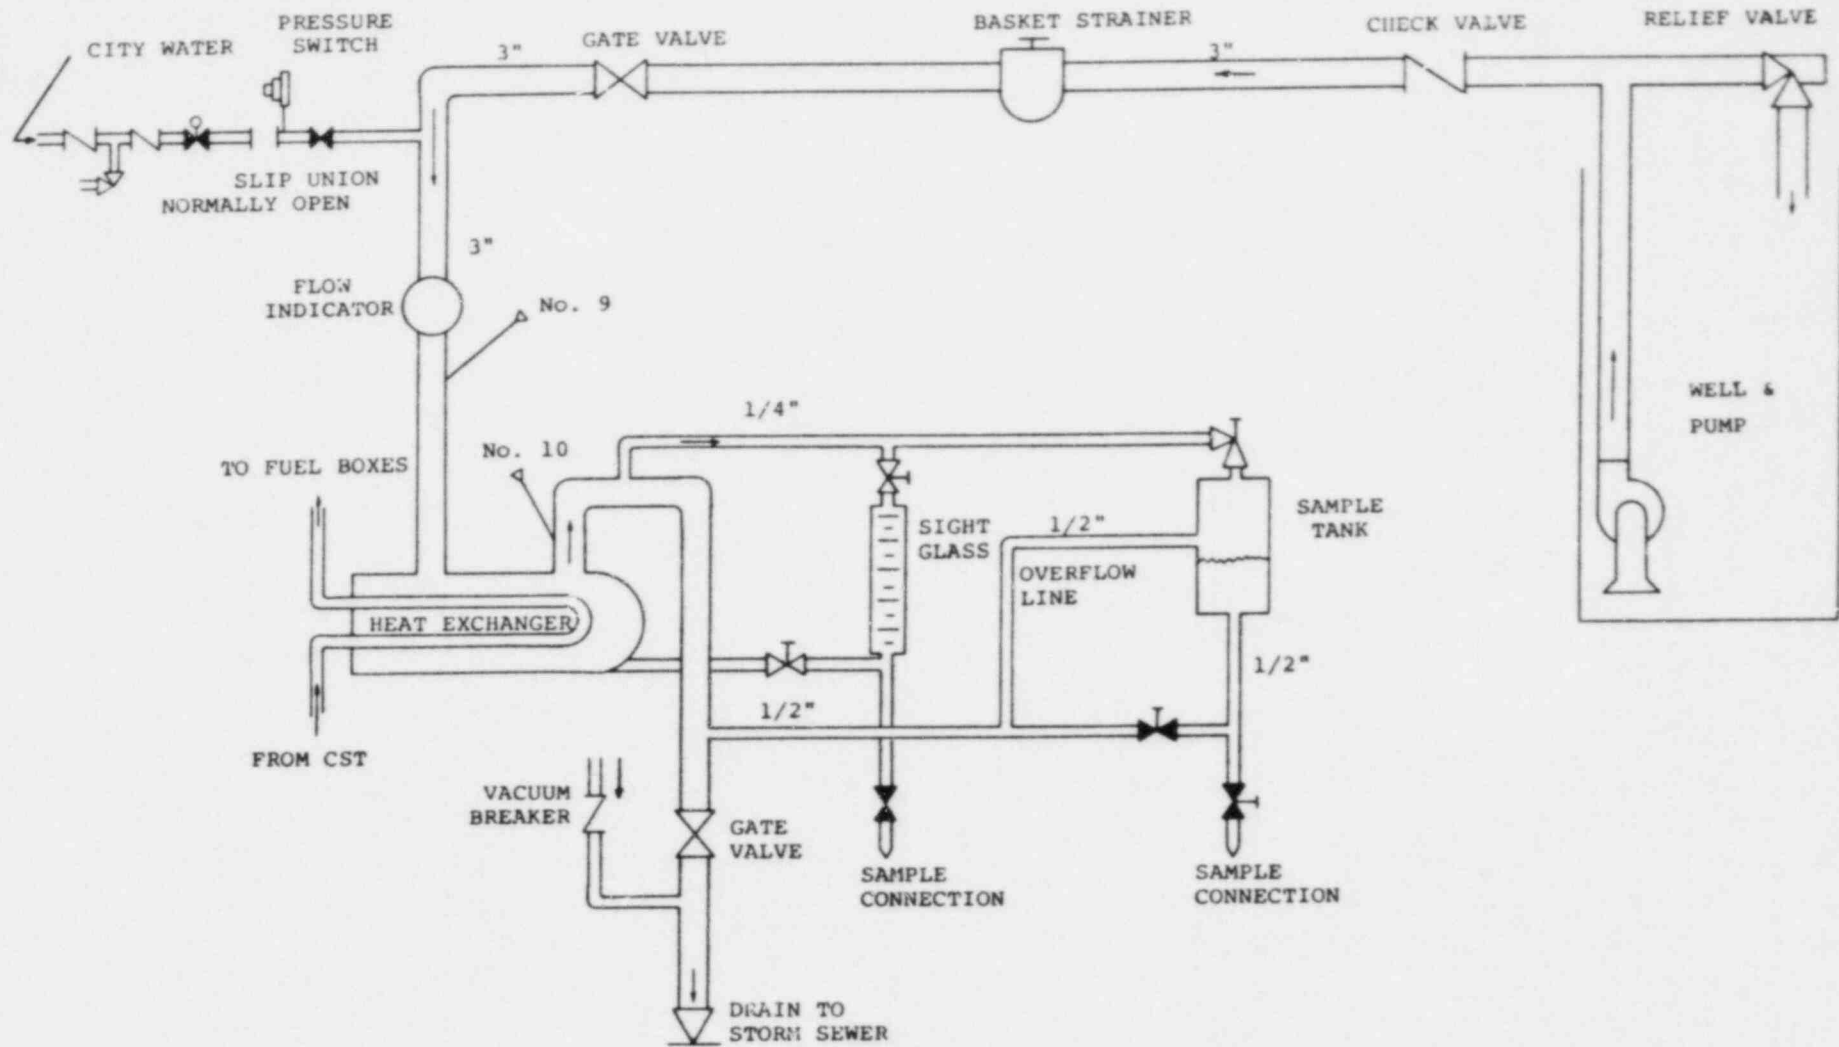 PRESSURE
SWITCH
CITY WATER
3"
GATE VALVE
BASKET STRAINER
3"
CHECK VALVE
RELIEF VALVE
SLIP UNION
NORMALLY OPEN
3"
FLOW
INDICATOR
No. 9
WELL &
PUMP
1/4"
No. 10
TO FUEL BOXES
SIGHT
GLASS
1/2"
SAMPLE
TANK
OVERFLOW
LINE
HEAT EXCHANGER
1/2"
1/2"
FROM CST
VACUUM
BREAKER
GATE
VALVE
SAMPLE
CONNECTION
SAMPLE
CONNECTION
DRAIN TO
STORM SEWER